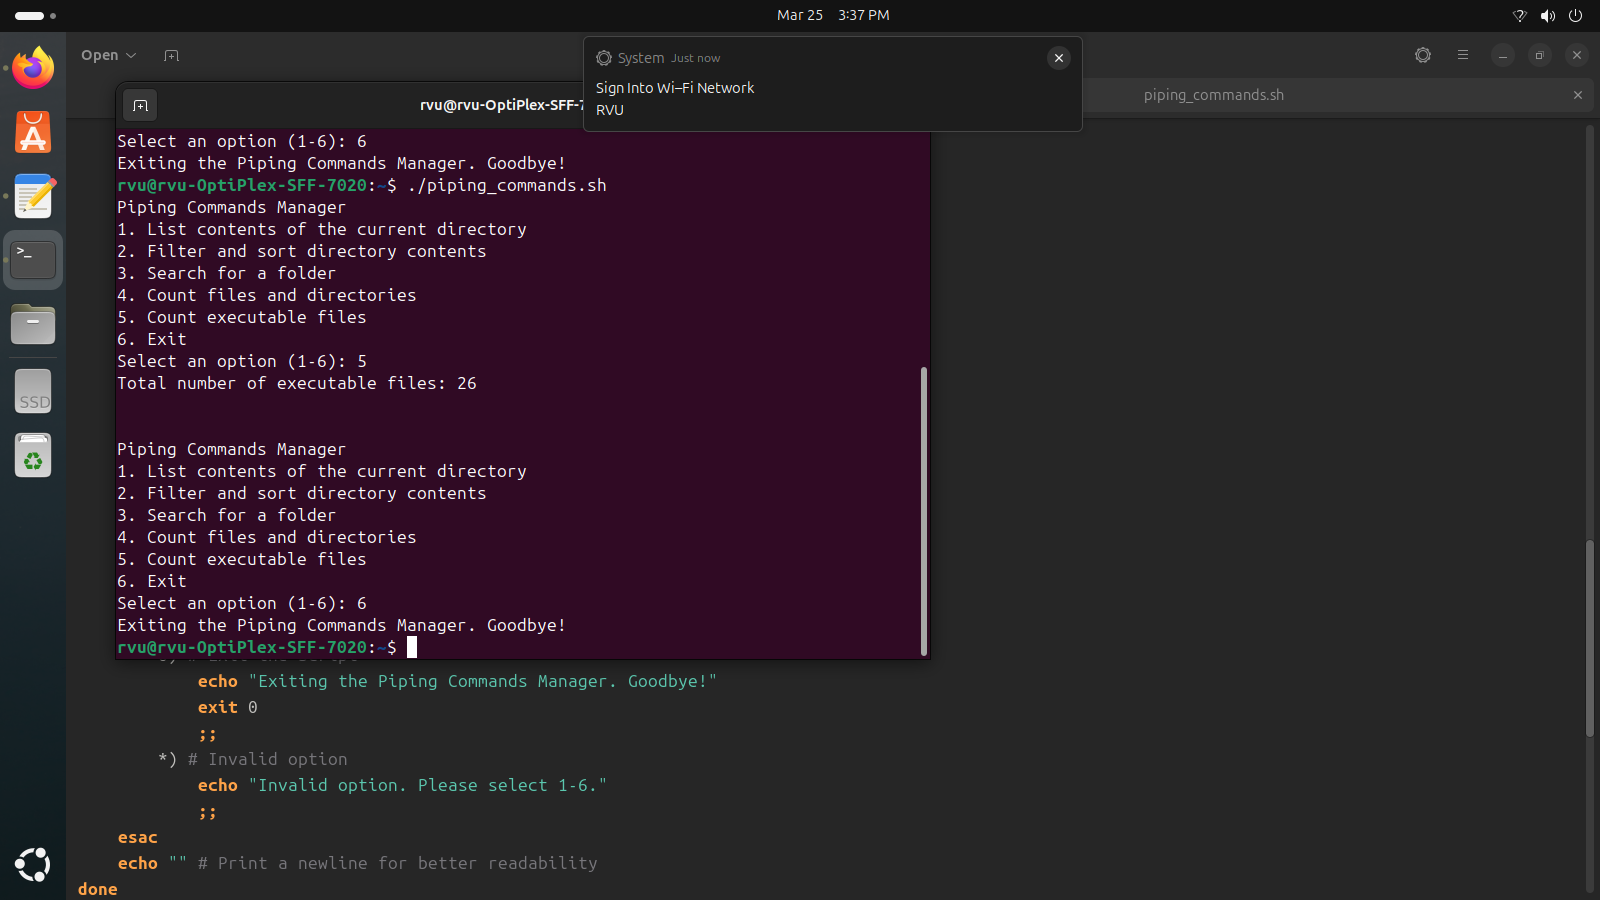 Mar 25 3:37 PM
Open
System Just now
Sign Into Wi-Fi Network
RVU
rvu@rvu-OptiPlex-SFF-7
piping_commands.sh
Select an option (1-6): 6
Exiting the Piping Commands Manager. Goodbye!
rvu@rvu-OptiPlex-SFF-7020:~$ ./piping_commands.sh
Piping Commands Manager
1. List contents of the current directory
2. Filter and sort directory contents
3. Search for a folder
4. Count files and directories
5. Count executable files
6. Exit
Select an option (1-6): 5
Total number of executable files: 26
Piping Commands Manager
1. List contents of the current directory
2. Filter and sort directory contents
3. Search for a folder
4. Count files and directories
5. Count executable files
6. Exit
Select an option (1-6): 6
Exiting the Piping Commands Manager. Goodbye!
rvu@rvu-OptiPlex-SFF-7020:~$
echo "Exiting the Piping Commands Manager. Goodbye!"
exit 0
;;
*) # Invalid option
echo "Invalid option. Please select 1-6."
;;
esac
echo "" # Print a newline for better readability
done
SSD